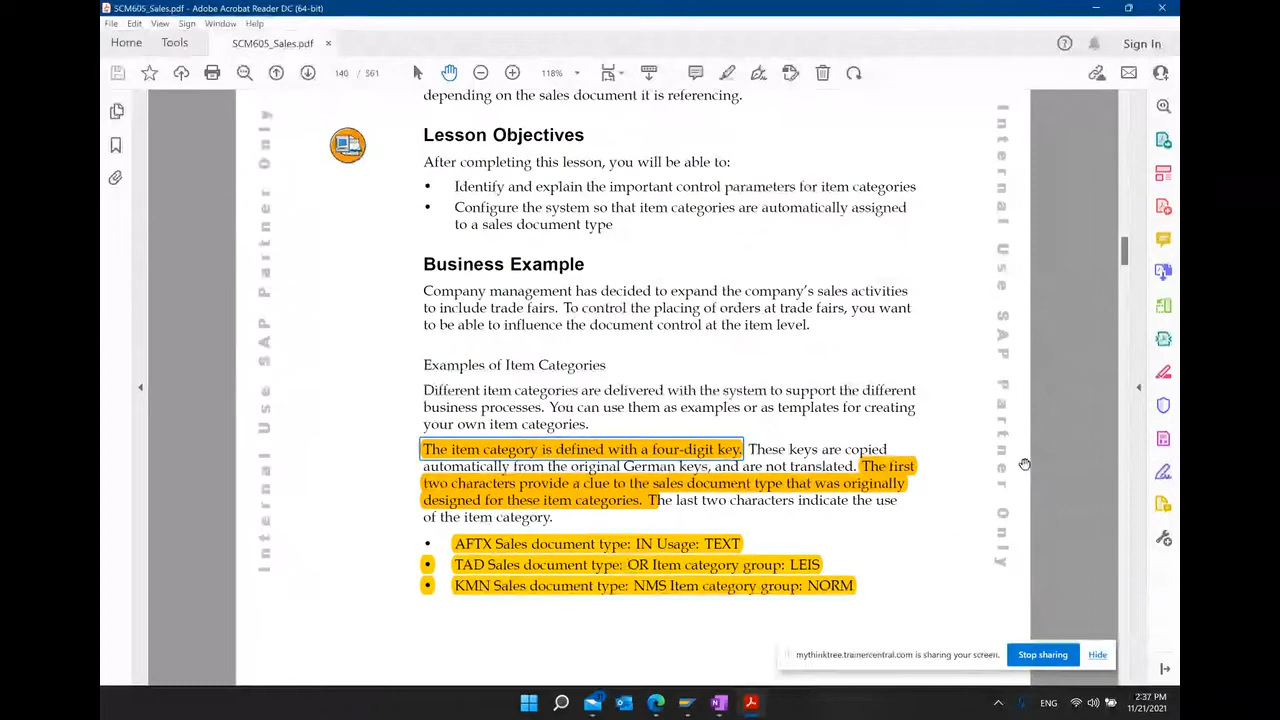 SCM605_Sales.pdf - Adobe Acrobat Reader DC (64-bit)
File Edit View Sign Window Help
Home Tools SCM605_Sales.pdf × Sign In
140 / 561 118%
depending on the sales document it is referencing.
Lesson Objectives
After completing this lesson, you will be able to:
• Identify and explain the important control parameters for item categories
• Configure the system so that item categories are automatically assigned
to a sales document type
Business Example
Company management has decided to expand the company's sales activities
to include trade fairs. To control the placing of orders at trade fairs, you want
to be able to influence the document control at the item level.
Examples of Item Categories
Different item categories are delivered with the system to support the different
business processes. You can use them as examples or as templates for creating
your own item categories.
The item category is defined with a four-digit key. These keys are copied
automatically from the original German keys, and are not translated. The first
two characters provide a clue to the sales document type that was originally
designed for these item categories. The last two characters indicate the use
of the item category.
• AFTX Sales document type: IN Usage: TEXT
• TAD Sales document type: OR Item category group: LEIS
• KMN Sales document type: NMS Item category group: NORM
Internal Use SAP Partner Only
Internal Use SAP Partner Only
mythinktree.trainercentral.com is sharing your screen. Stop sharing Hide
ENG
2:37 PM
11/21/2021